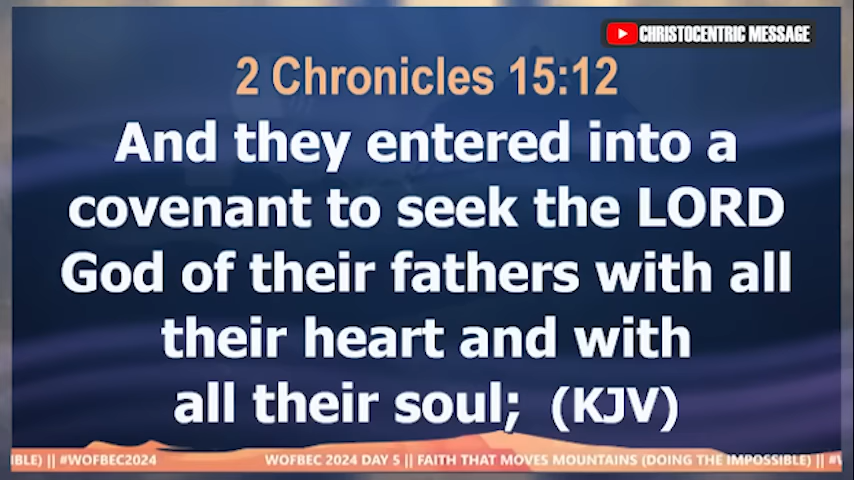 CHRISTOCENTRIC MESSAGE
2 Chronicles 15:12
And they entered into a
covenant to seek the LORD
God of their fathers with all
their heart and with
all their soul; (KJV)
IBLE) || #WOFBEC2024 WOFBEC 2024 DAY 5 || FAITH THAT MOVES MOUNTAINS (DOING THE IMPOSSIBLE) || #